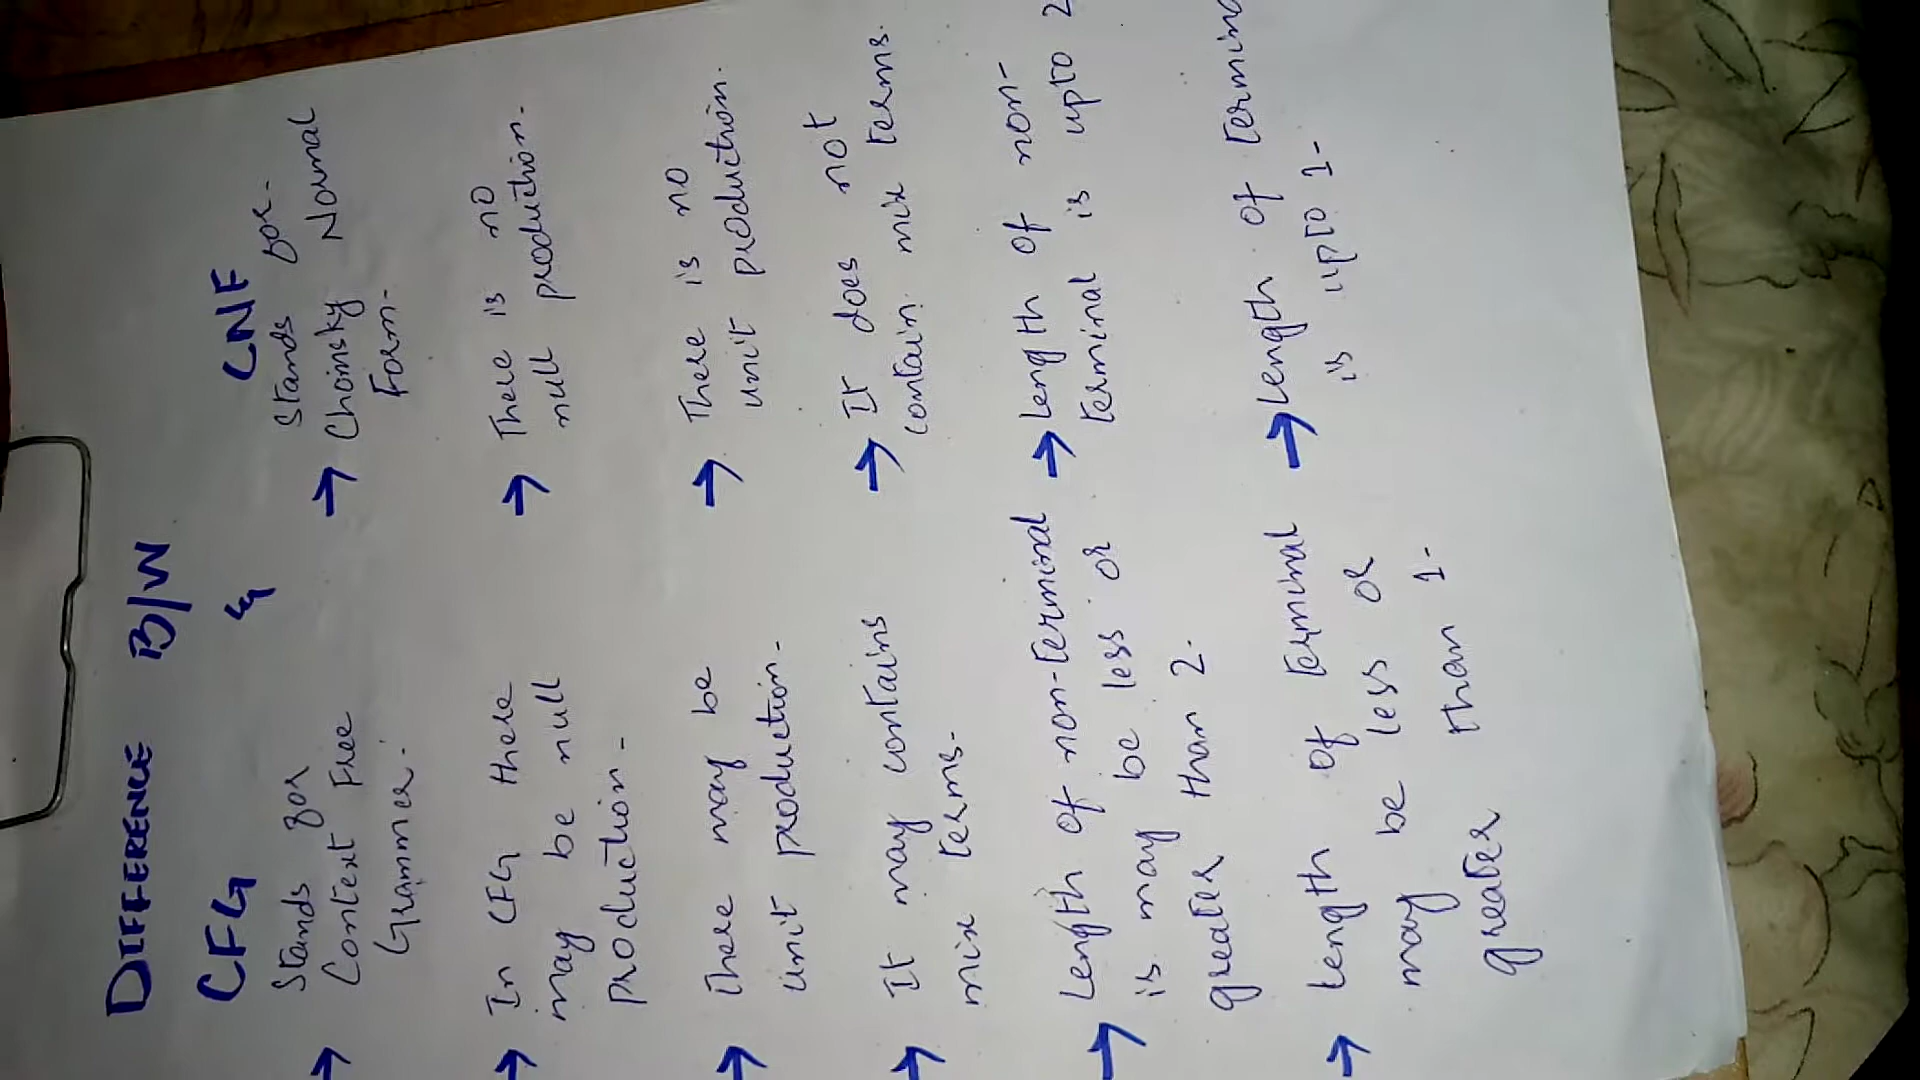 DIFFERENCE B/W
CFG & CNF
Stands for
Context Free
Grammer.
In CFG there
may be null
production.
There may be
unit production.
It may contains
mix terms.
Length of non-terminal
is may be less or
greater than 2.
Length of terminal
may be less or
greater than 1.
Stands for
Chomsky Normal
Form.
There is no
null production.
There is no
unit production.
It does not
contain mix terms.
Length of non-
terminal is upto 2
Length of
is upto 1.